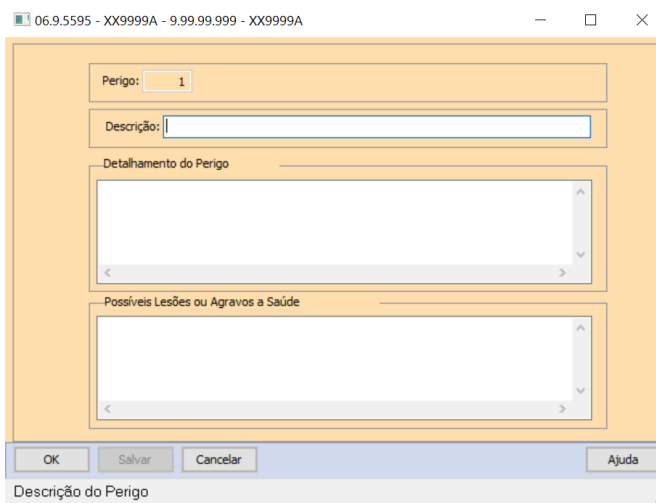 06.9.5595 - XX9999A - 9.99.99.999 - XX9999A
Perigo: 1
Descrição:
Detalhamento do Perigo
Possíveis Lesões ou Agravos a Saúde
OK Salvar Cancelar Ajuda
Descrição do Perigo